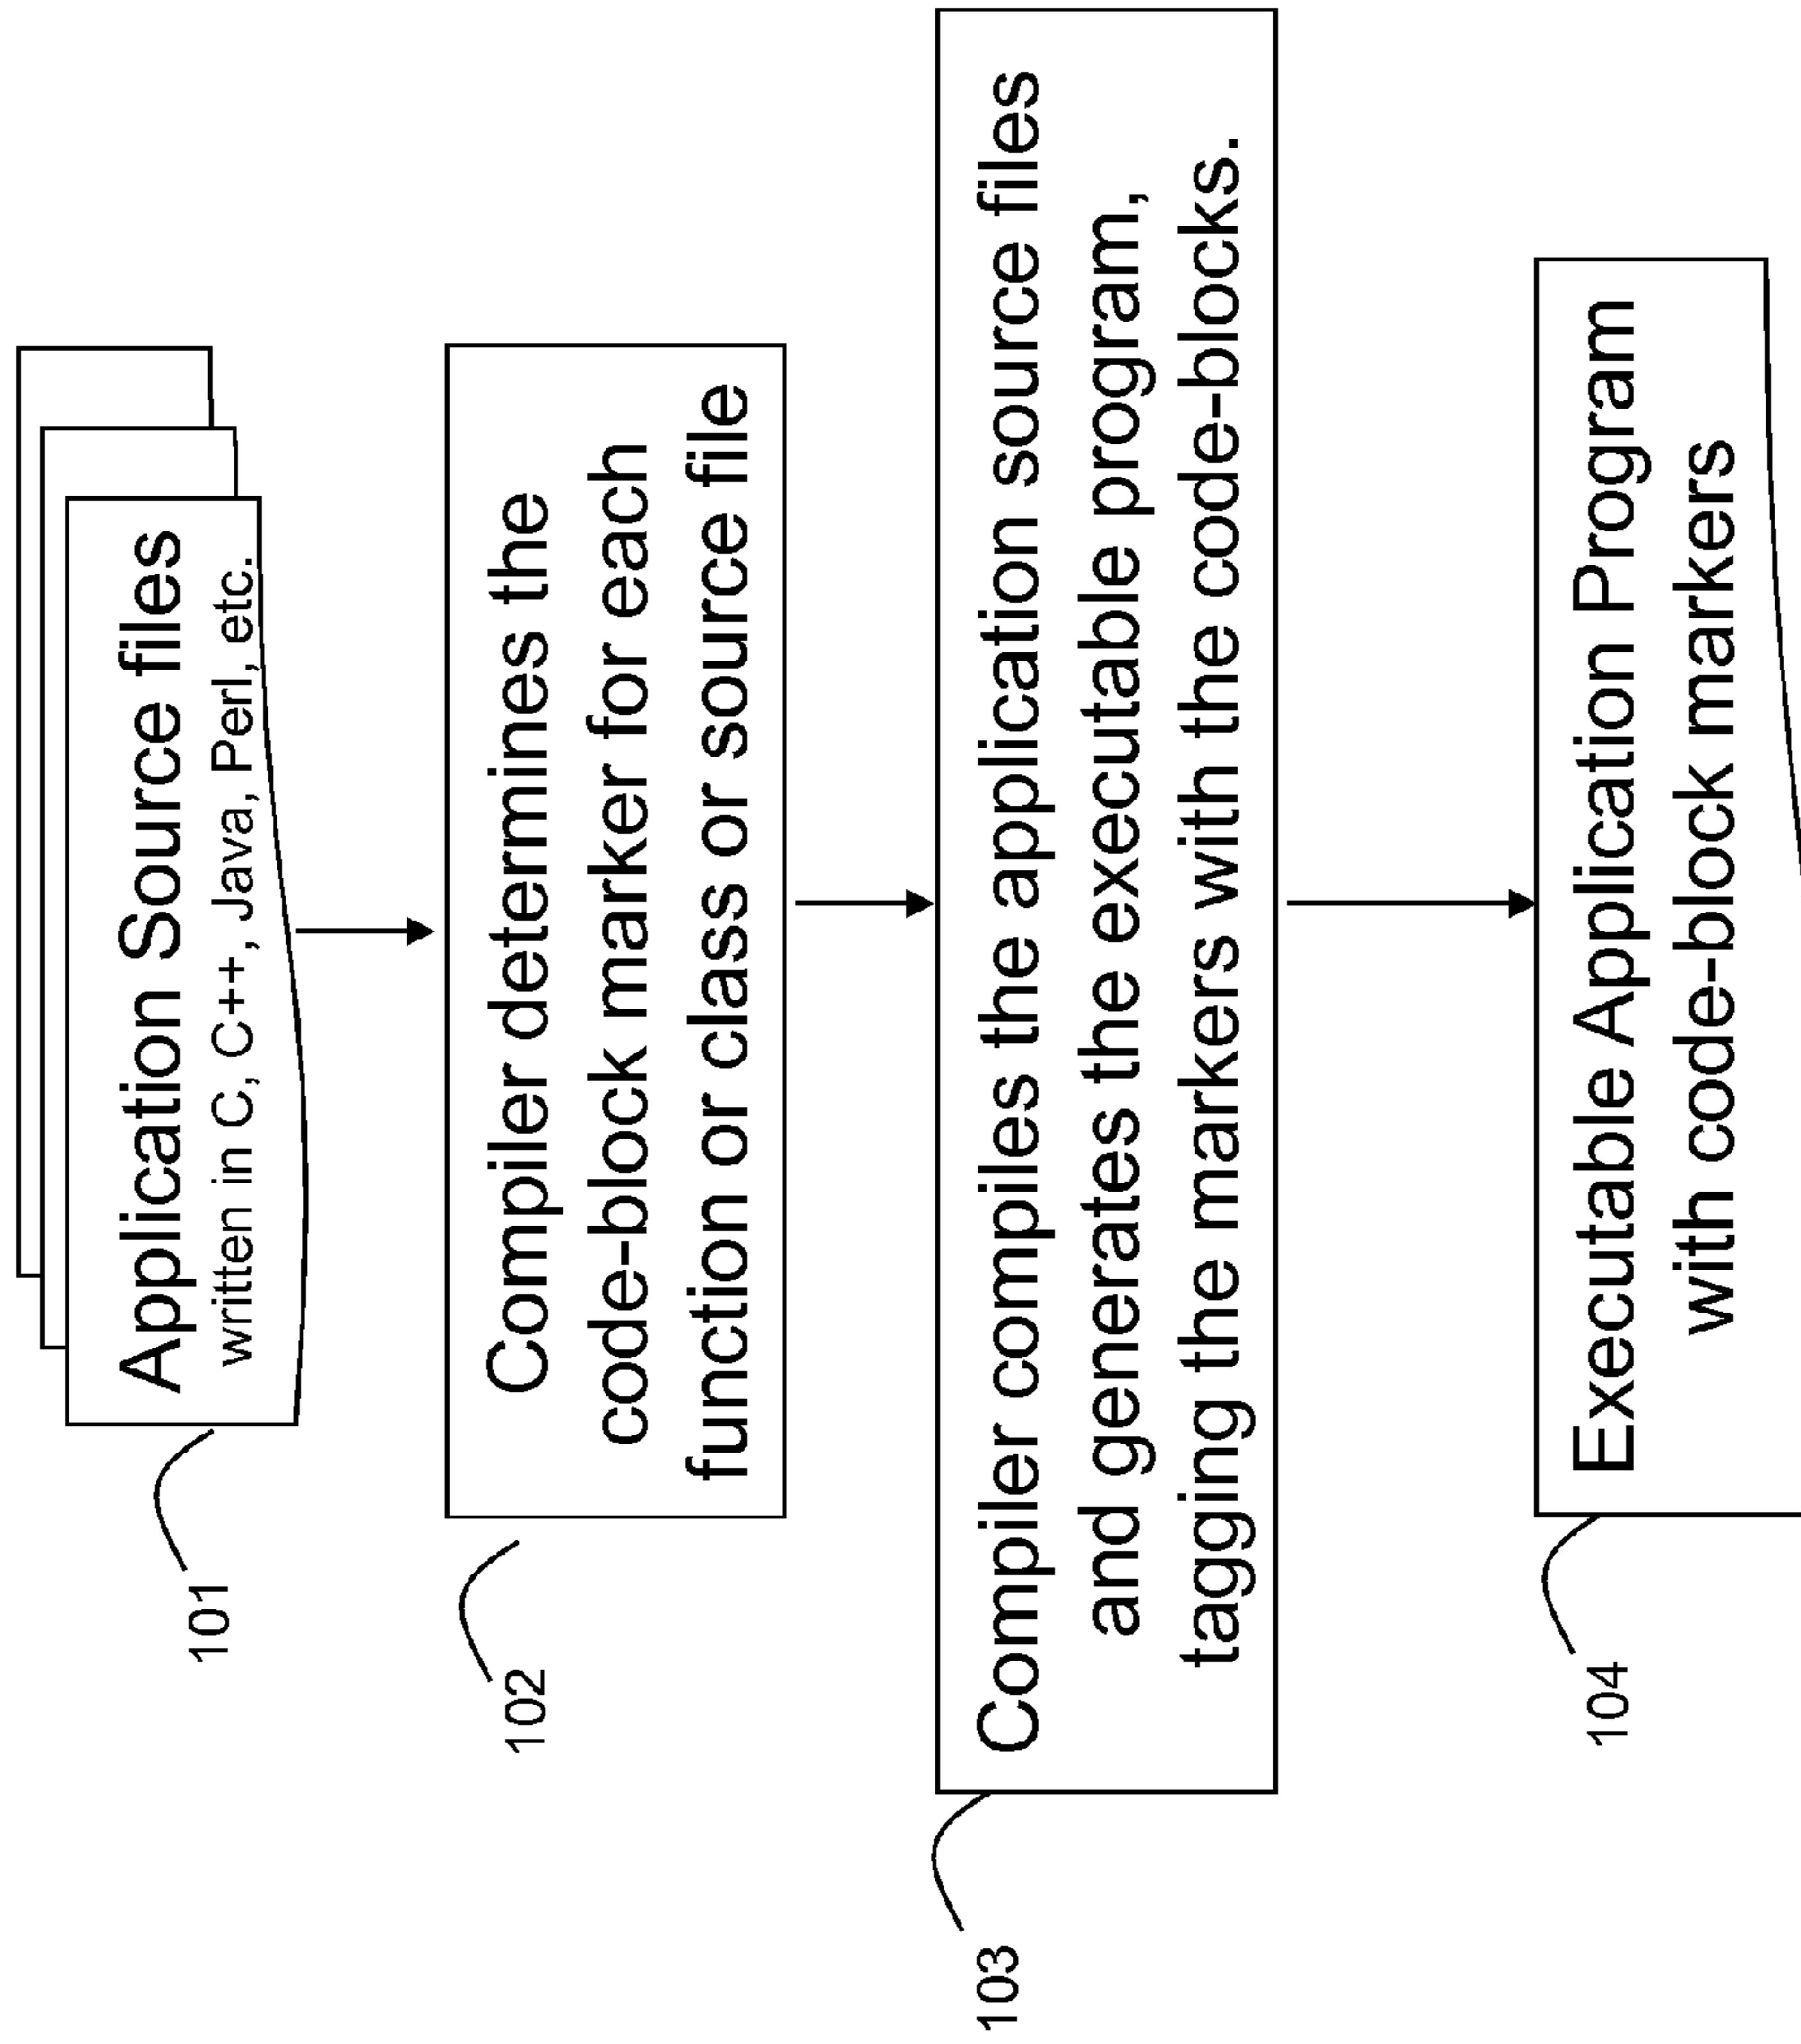 Application Source files
written in C, C++, Java, Perl, etc.
101
Compiler determines the
code-block marker for each
function or class or source file
102
Compiler compiles the application source files
and generates the executable program,
tagging the markers with the code-blocks.
103
Executable Application Program
with code-block markers
104